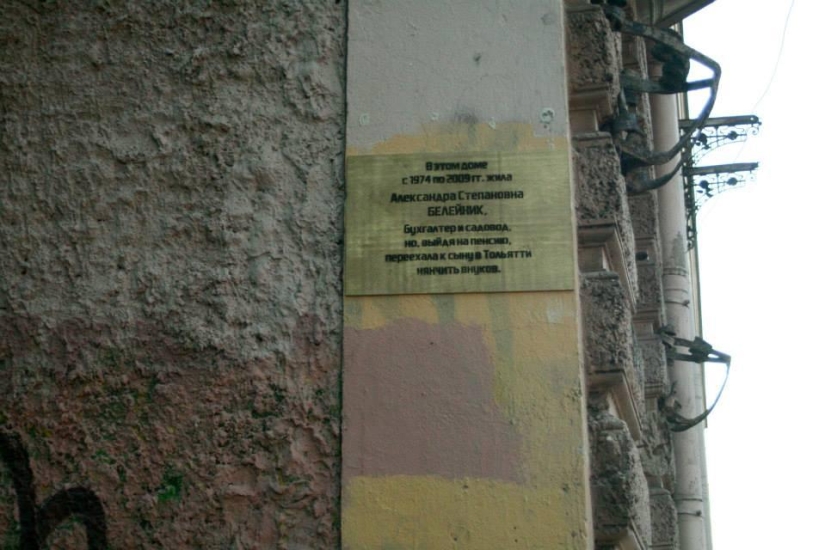 В этом доме
с 1974 по 2009 гг. жила
Александра Степановна
БЕЛЕЙНИК.
Бухгалтер и садовод,
но, выйдя на пенсию,
переехала к сыну в Тольятти
нянчить внуков.